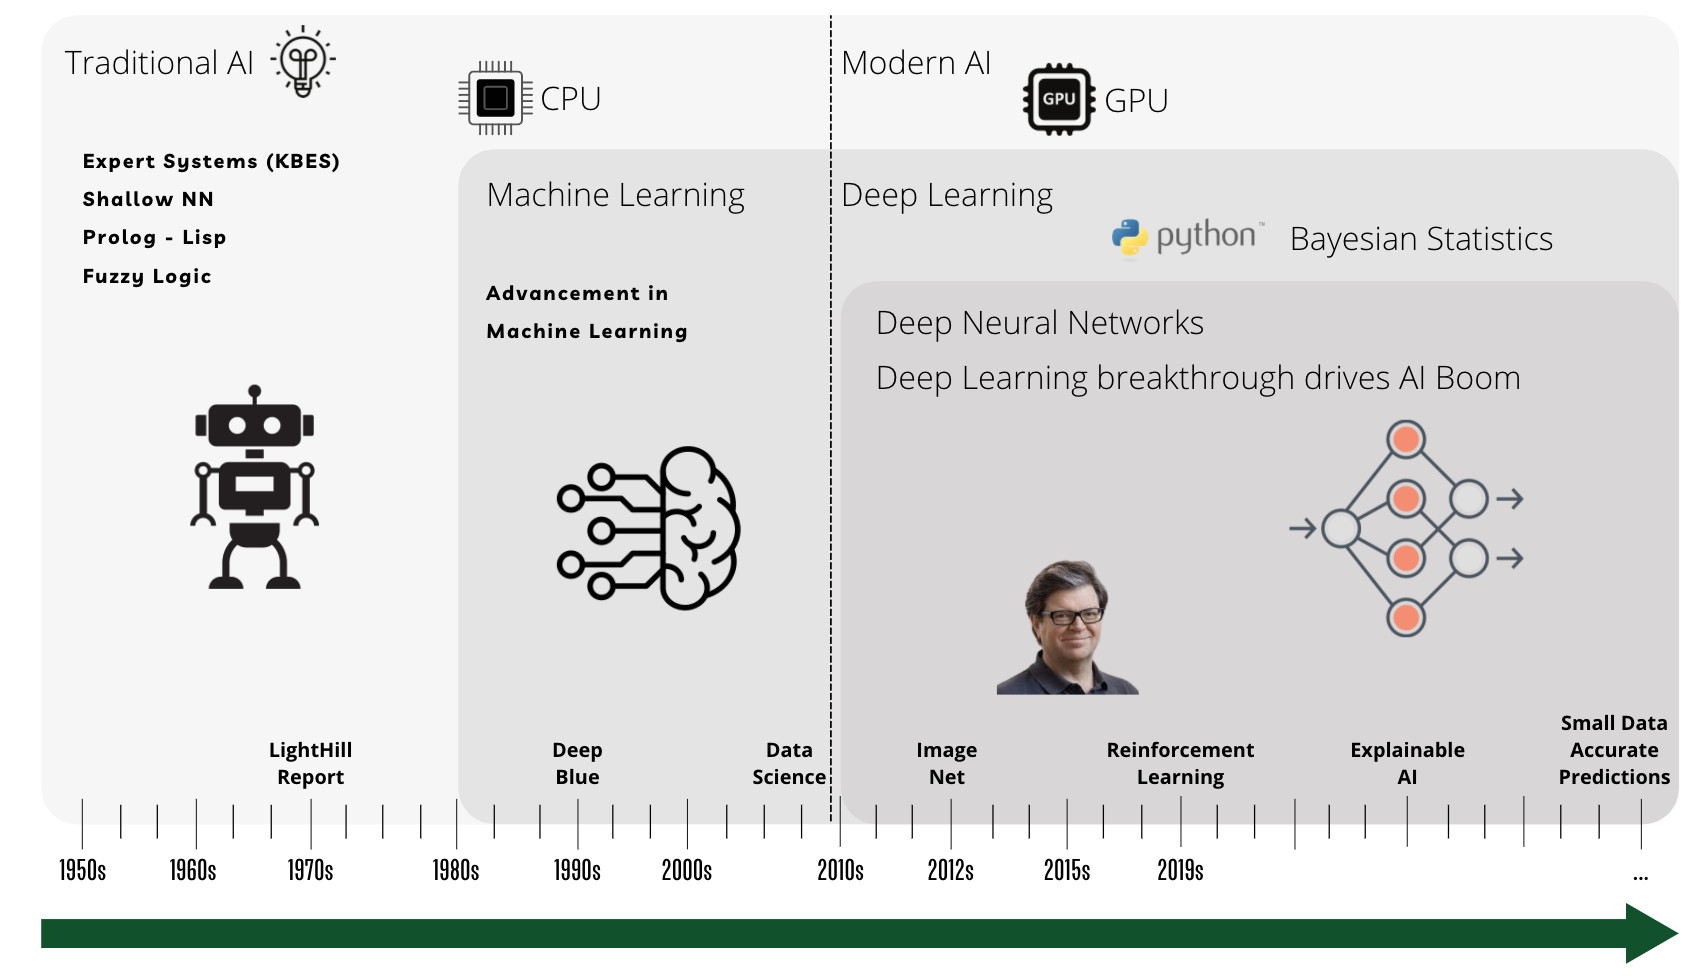 Traditional AI
CPU
Modern AI
GPU
GPU
Expert Systems (KBES)
Shallow NN
Prolog - Lisp
Fuzzy Logic
Machine Learning
Advancement in
Machine Learning
Deep Learning
python™
Bayesian Statistics
Deep Neural Networks
Deep Learning breakthrough drives AI Boom
LightHill
Report
Deep
Blue
Data
Science
Image
Net
Reinforcement
Learning
Explainable
AI
Small Data
Accurate
Predictions
1950s
1960s
1970s
1980s
1990s
2000s
2010s
2012s
2015s
2019s
...